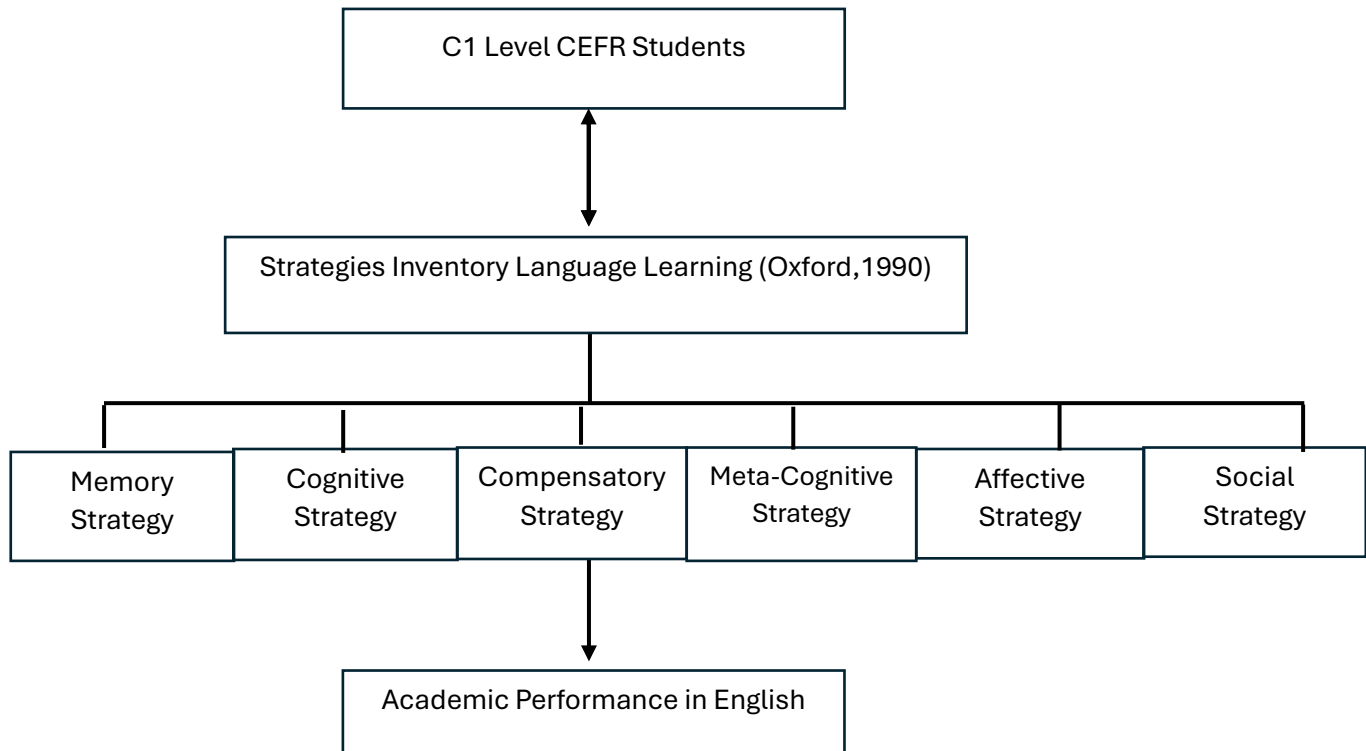 C1 Level CEFR Students
Strategies Inventory Language Learning (Oxford,1990)
Memory
Strategy
Cognitive
Strategy
Compensatory
Strategy
Meta-Cognitive
Strategy
Affective
Strategy
Social
Strategy
Academic Performance in English